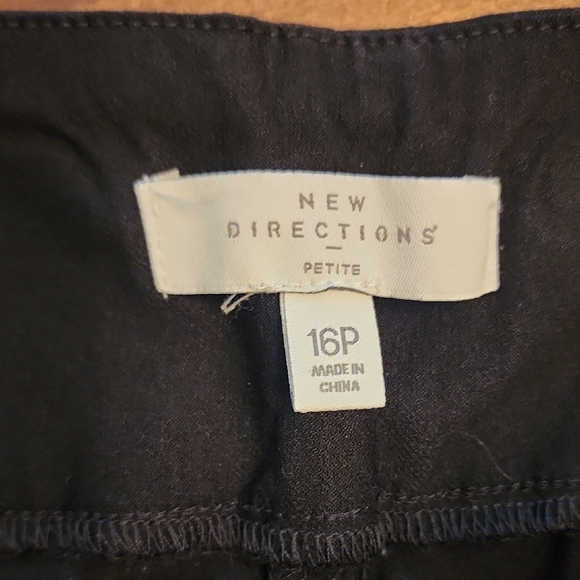 NEW
DIRECTIONS
PETITE
16P
MADE IN
CHINA